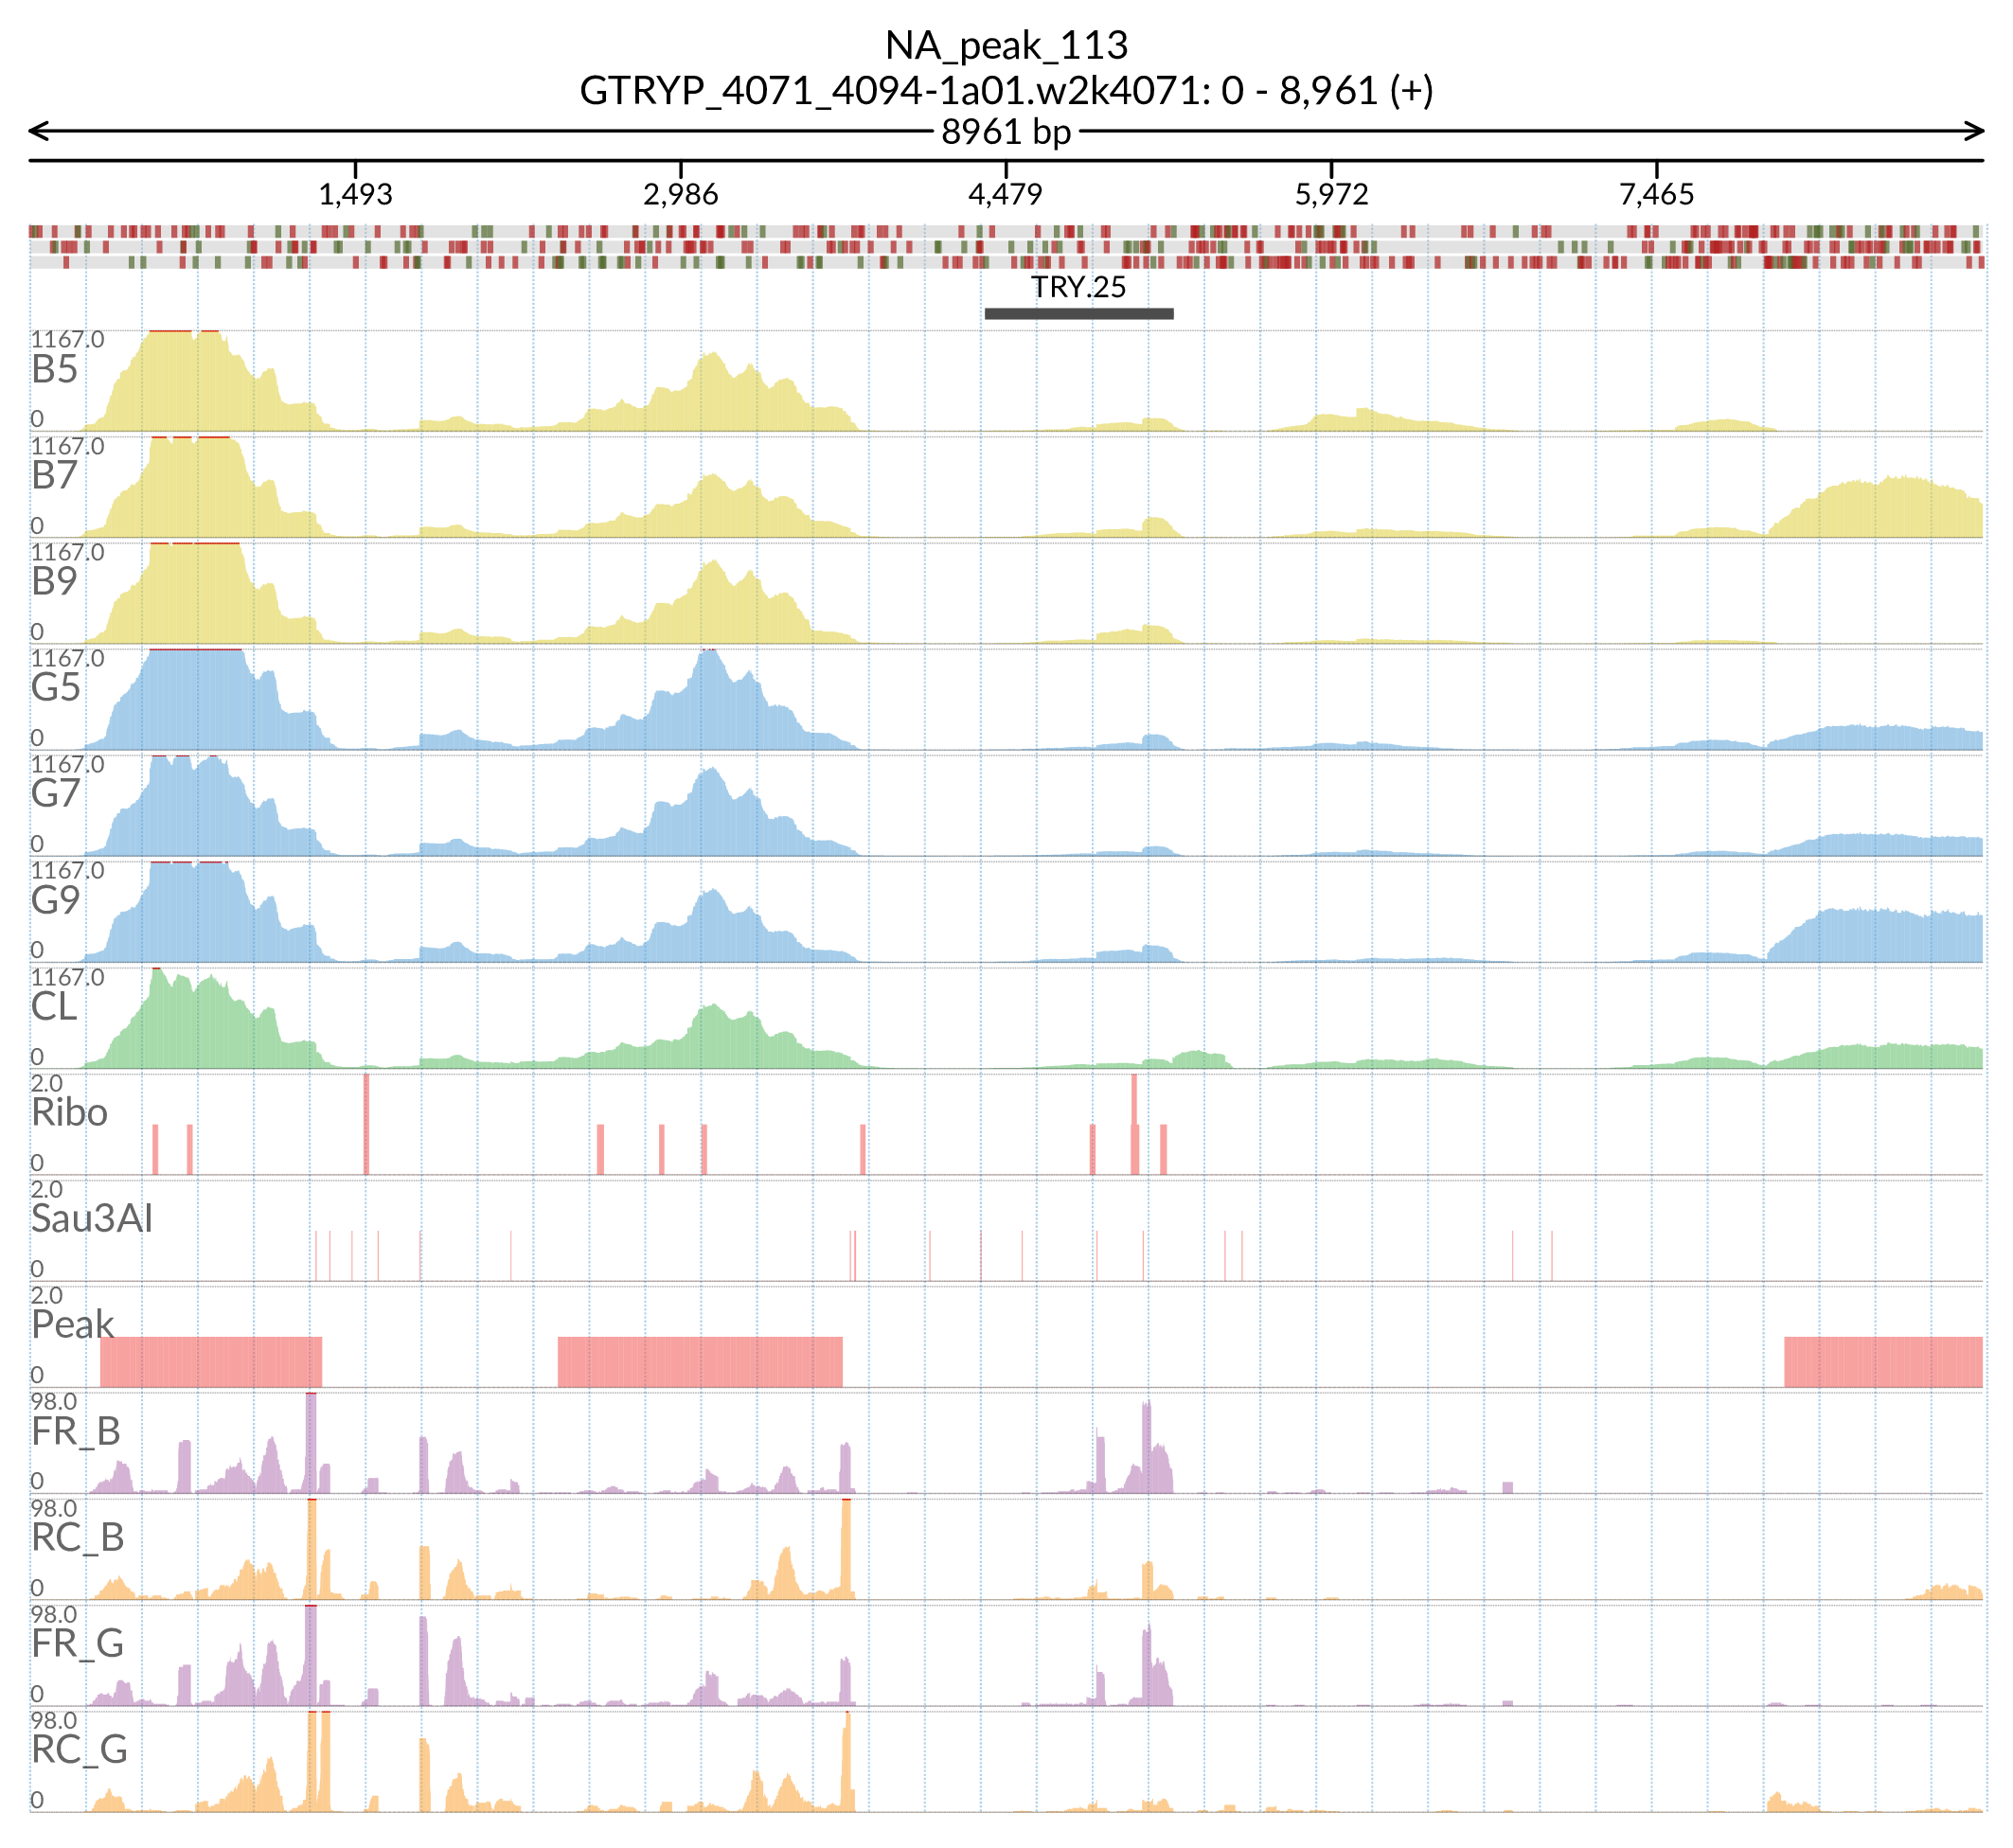 NA_peak_113
GTRYP_4071_4094-1a01.w2k4071: 0 - 8,961 (+)
8961 bp
1,493 2,986 4,479 5,972 7,465
TRY.25
1167.0
B5
0
1167.0
B7
0
1167.0
B9
0
1167.0
G5
0
1167.0
G7
0
1167.0
G9
0
1167.0
CL
0
2.0
Ribo
0
2.0
Sau3AI
0
2.0
Peak
0
98.0
FR_B
0
98.0
RC_B
0
98.0
FR_G
0
98.0
RC_G
0